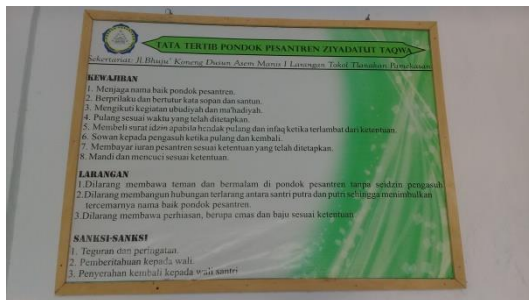 TATA TERTIB PONDOK PESANTREN ZIYADATUT TAQWA
Sekertarias: Jl.Bhuju' Koneng Dusun Asem Manis I Larangan Tokol Tlanakan Pamekasan
KEWAJIBAN
1. Menjaga nama baik pondok pesantren.
2. Berprilaku dan bertutur kata sopan dan santun.
3. Mengikuti kegiatan ubudiyah dan ma'hadiyah.
4. Pulang sesuai waktu yang telah ditetapkan.
5. Membeli surat idzin apabila hendak pulang dan infaq ketika terlambat dari ketentuan.
6. Sowan kepada pengasuh ketika pulang dan kembali.
7. Membayar iuran pesantren sesuai ketentuan yang telah ditetapkan.
8. Mandi dan mencuci sesuai ketentuan.
LARANGAN
1.Dilarang membawa teman dan bermalam di pondok pesantren tanpa seidzin pengasuh
2.Dilarang membangun hubungan terlarang antara santri putra dan putri sehingga menimbulkan
tercemarnya nama baik pondok pesantren.
3.Dilarang membawa perhiasan, berupa emas dan baju sesuai ketentuan
SANKSI-SANKSI
1. Teguran dan peringatan.
2. Pemberitahuan kepada wali.
3. Penyerahan kembali kepada wali santri